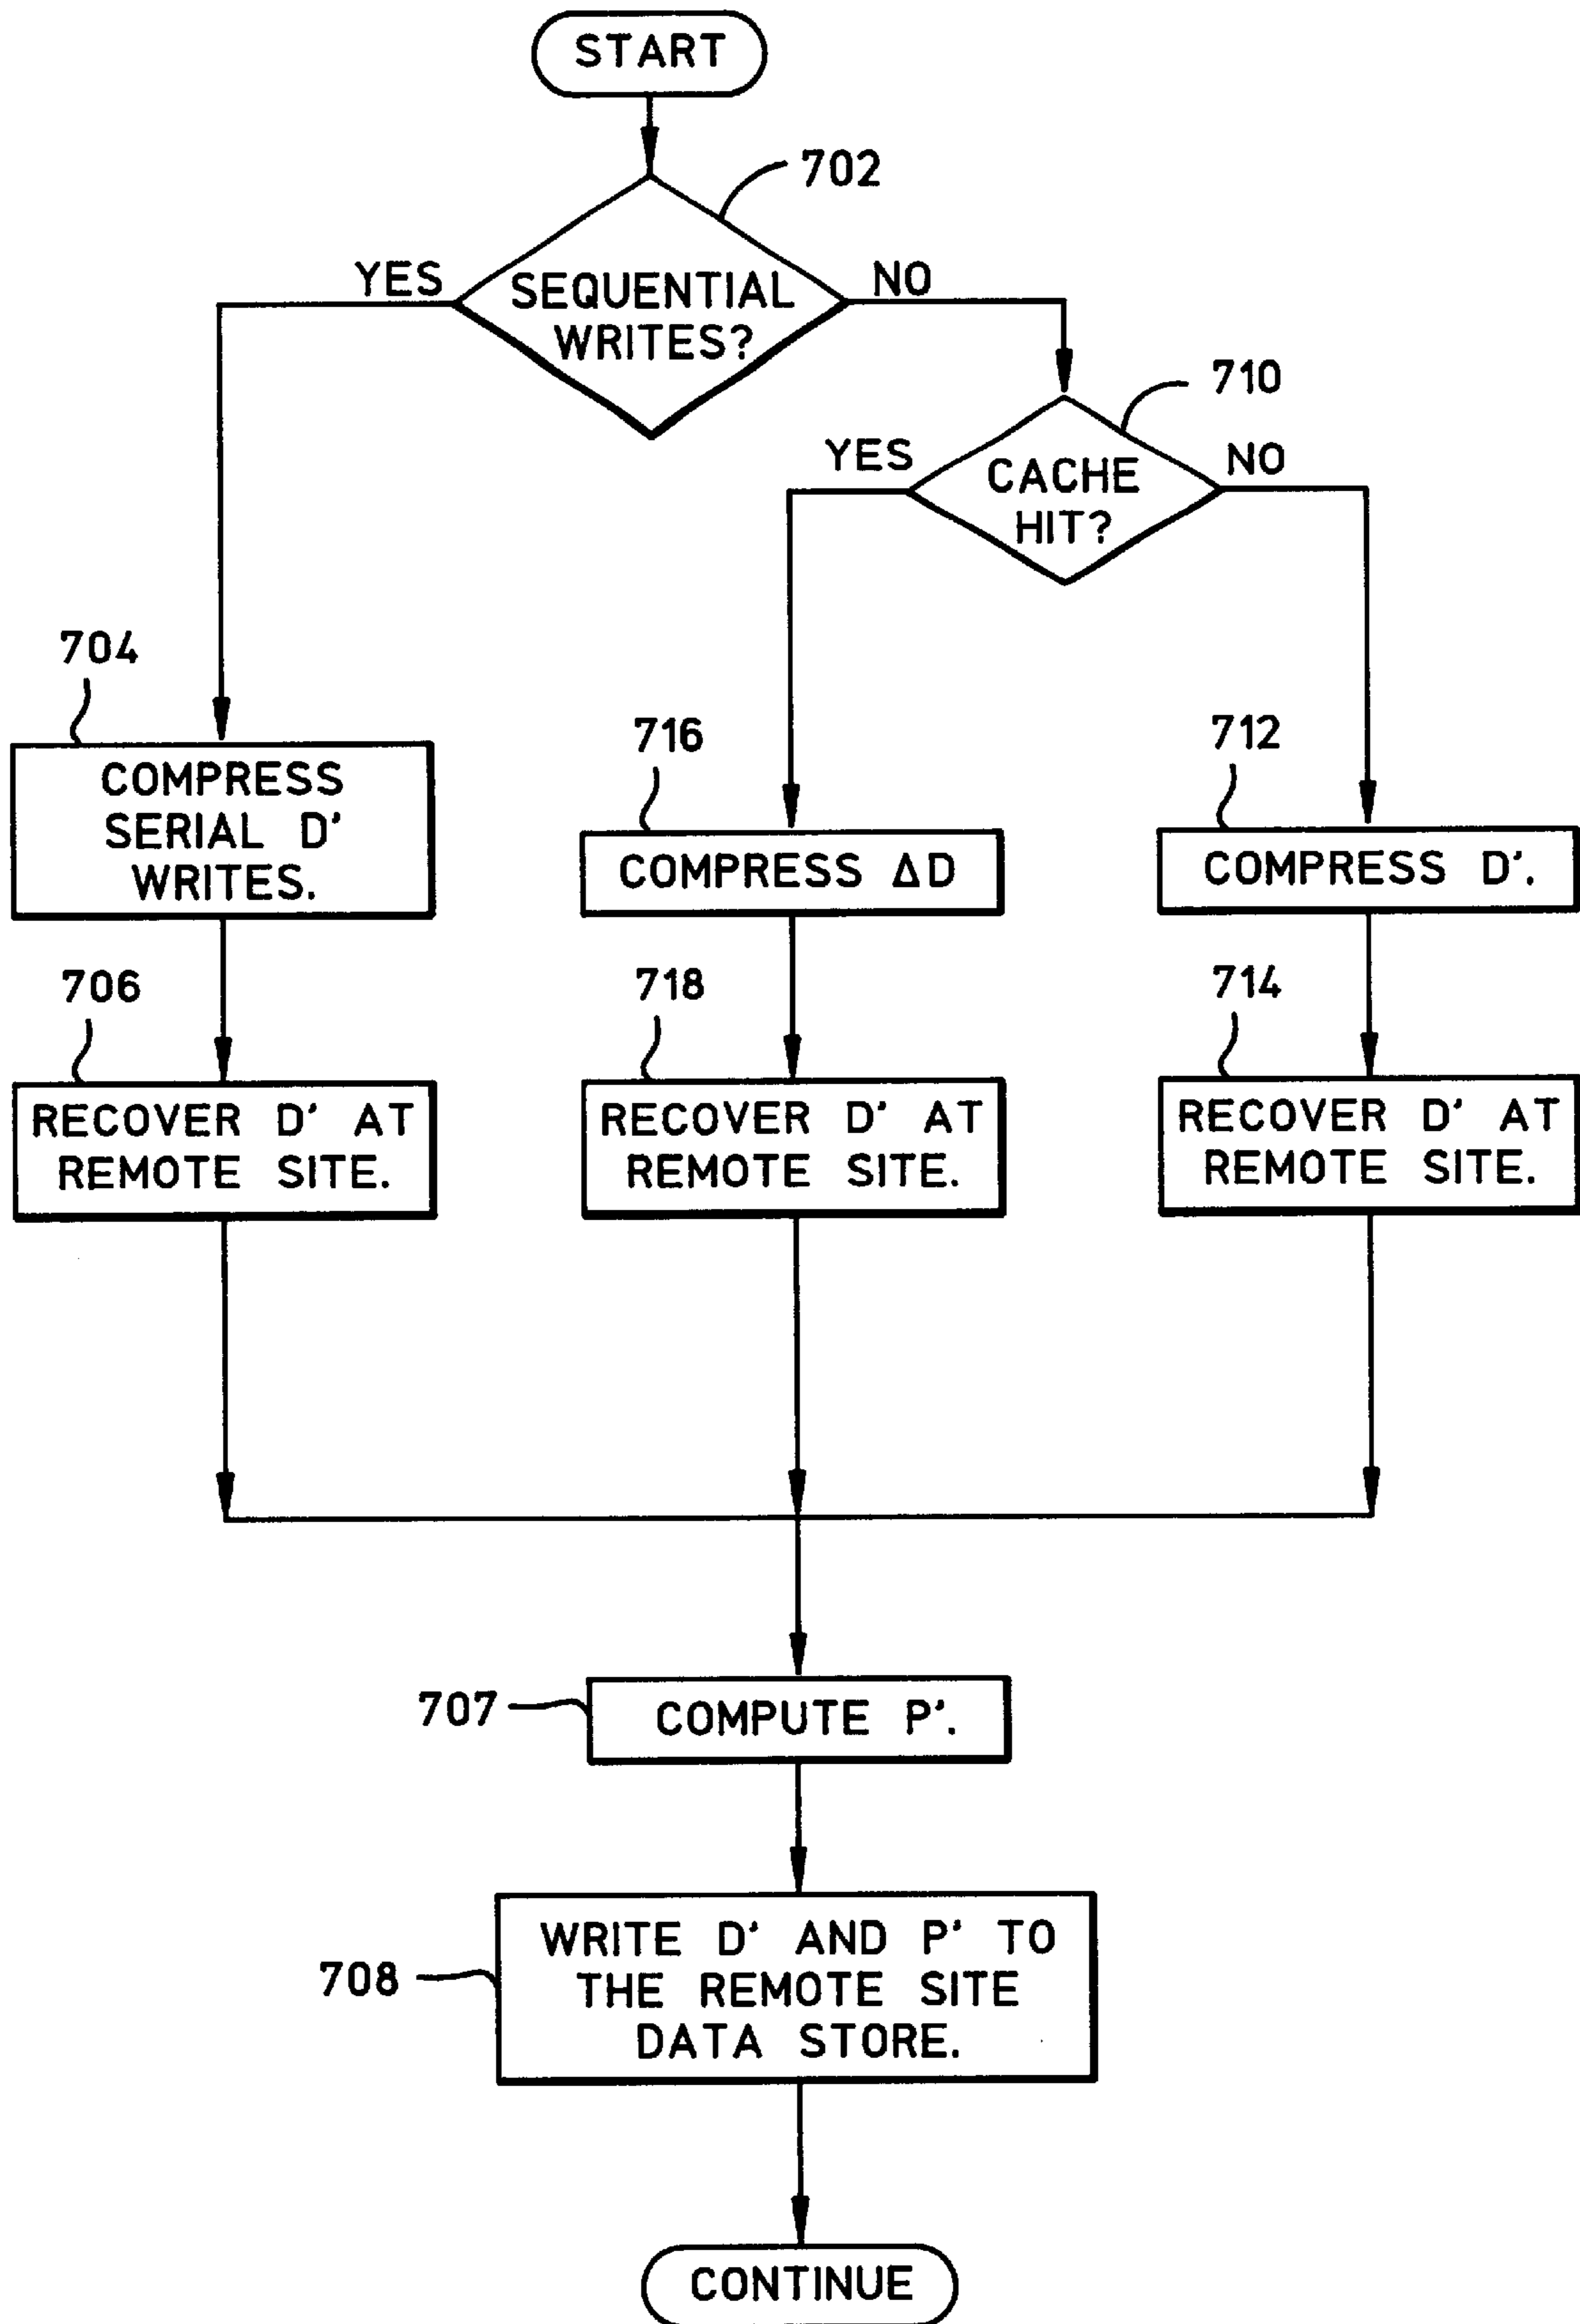 START
702
YES
SEQUENTIAL
WRITES?
NO
710
YES
CACHE
HIT?
NO
704
COMPRESS
SERIAL D'
WRITES.
716
COMPRESS ΔD
712
COMPRESS D'.
706
RECOVER D' AT
REMOTE SITE.
718
RECOVER D' AT
REMOTE SITE.
714
RECOVER D' AT
REMOTE SITE.
707
COMPUTE P'.
708
WRITE D' AND P' TO
THE REMOTE SITE
DATA STORE.
CONTINUE